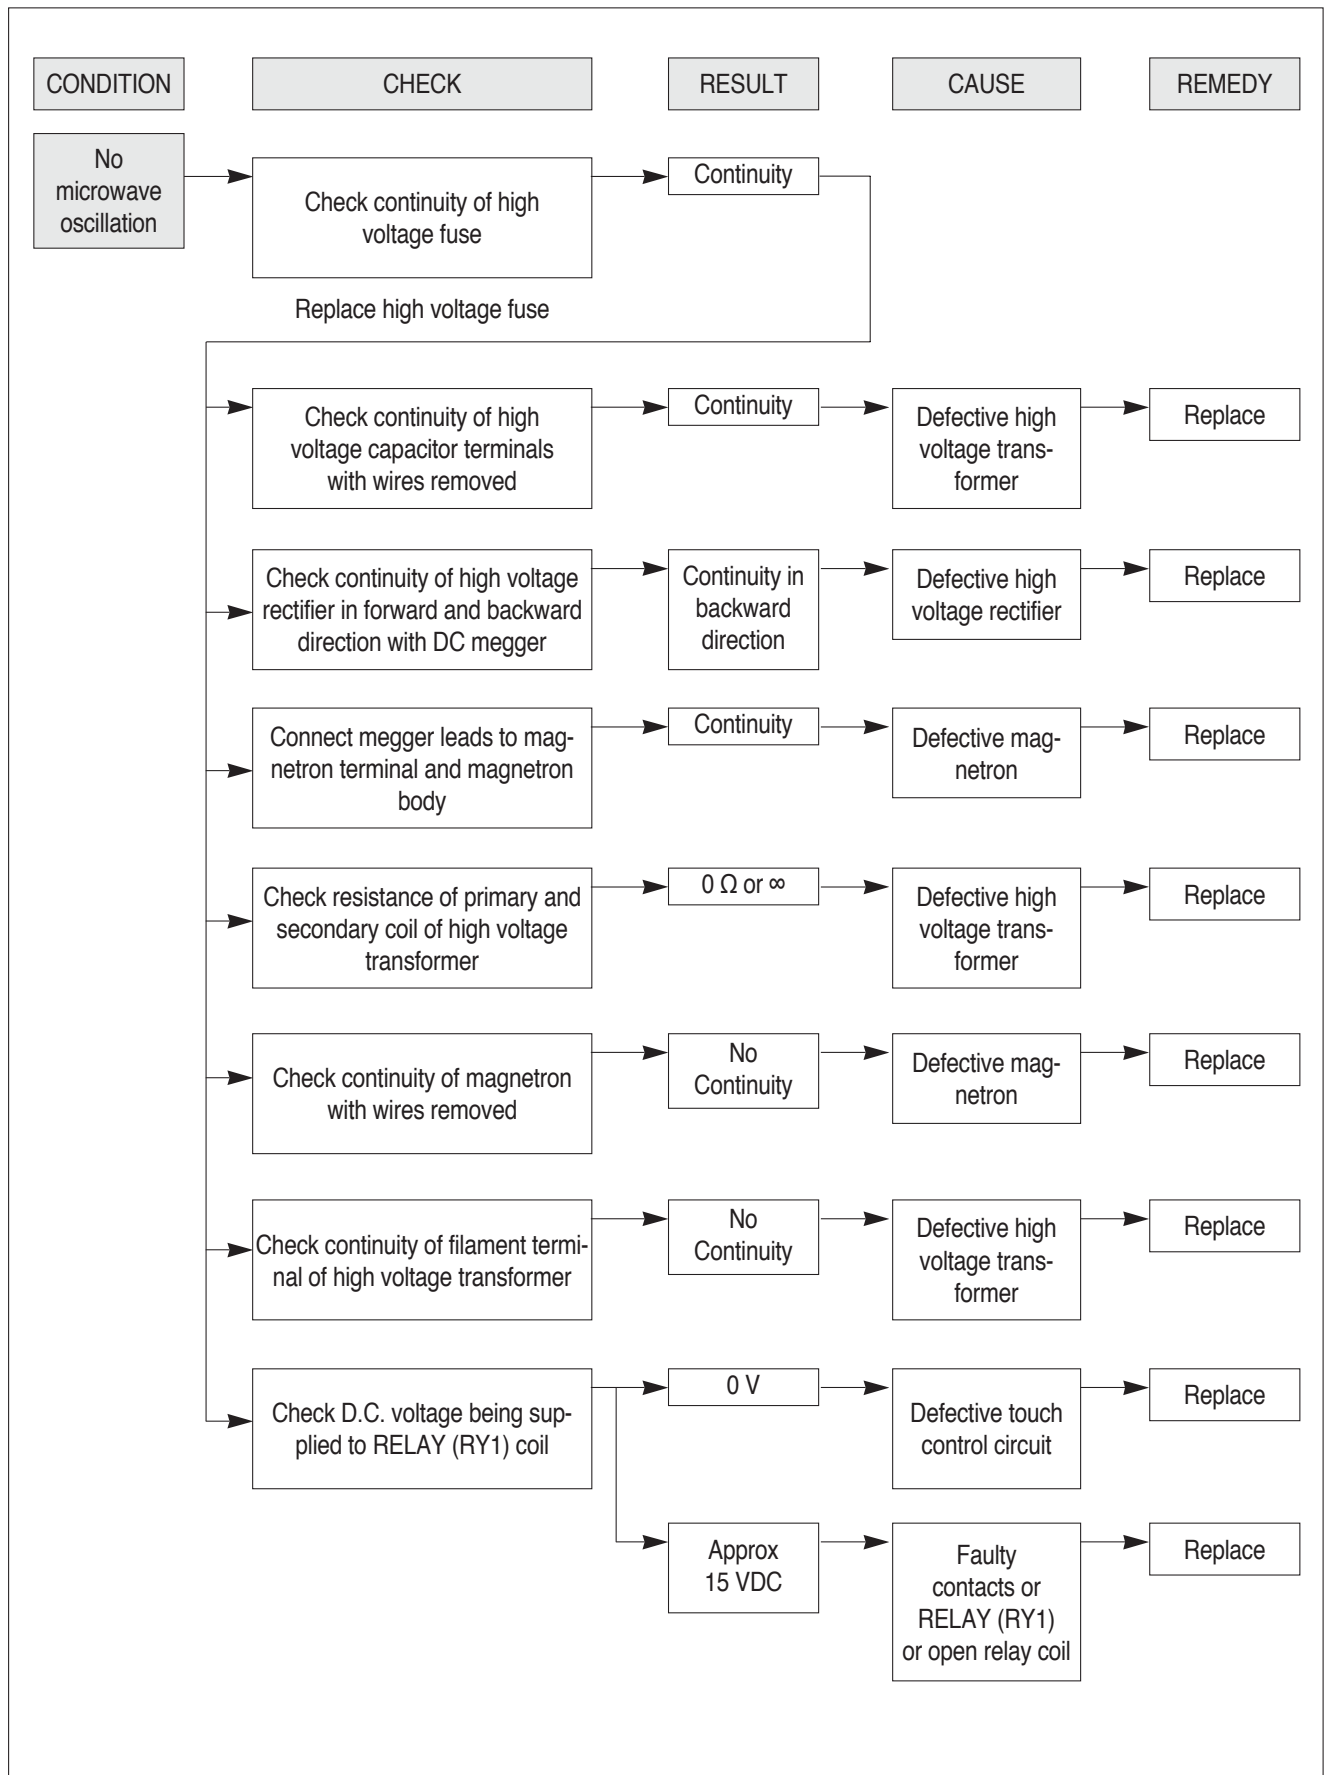 CONDITION
CHECK
RESULT
CAUSE
REMEDY
No
microwave
oscillation
Check continuity of high
voltage fuse
Continuity
Replace high voltage fuse
Check continuity of high
voltage capacitor terminals
with wires removed
Continuity
Defective high
voltage trans-
former
Replace
Check continuity of high voltage
rectifier in forward and backward
direction with DC megger
Continuity in
backward
direction
Defective high
voltage rectifier
Replace
Connect megger leads to mag-
netron terminal and magnetron
body
Continuity
Defective mag-
netron
Replace
Check resistance of primary and
secondary coil of high voltage
transformer
0 Ω or ∞
Defective high
voltage trans-
former
Replace
Check continuity of magnetron
with wires removed
No
Continuity
Defective mag-
netron
Replace
Check continuity of filament termi-
nal of high voltage transformer
No
Continuity
Defective high
voltage trans-
former
Replace
Check D.C. voltage being sup-
plied to RELAY (RY1) coil
0 V
Defective touch
control circuit
Replace
Approx
15 VDC
Faulty
contacts or
RELAY (RY1)
or open relay coil
Replace